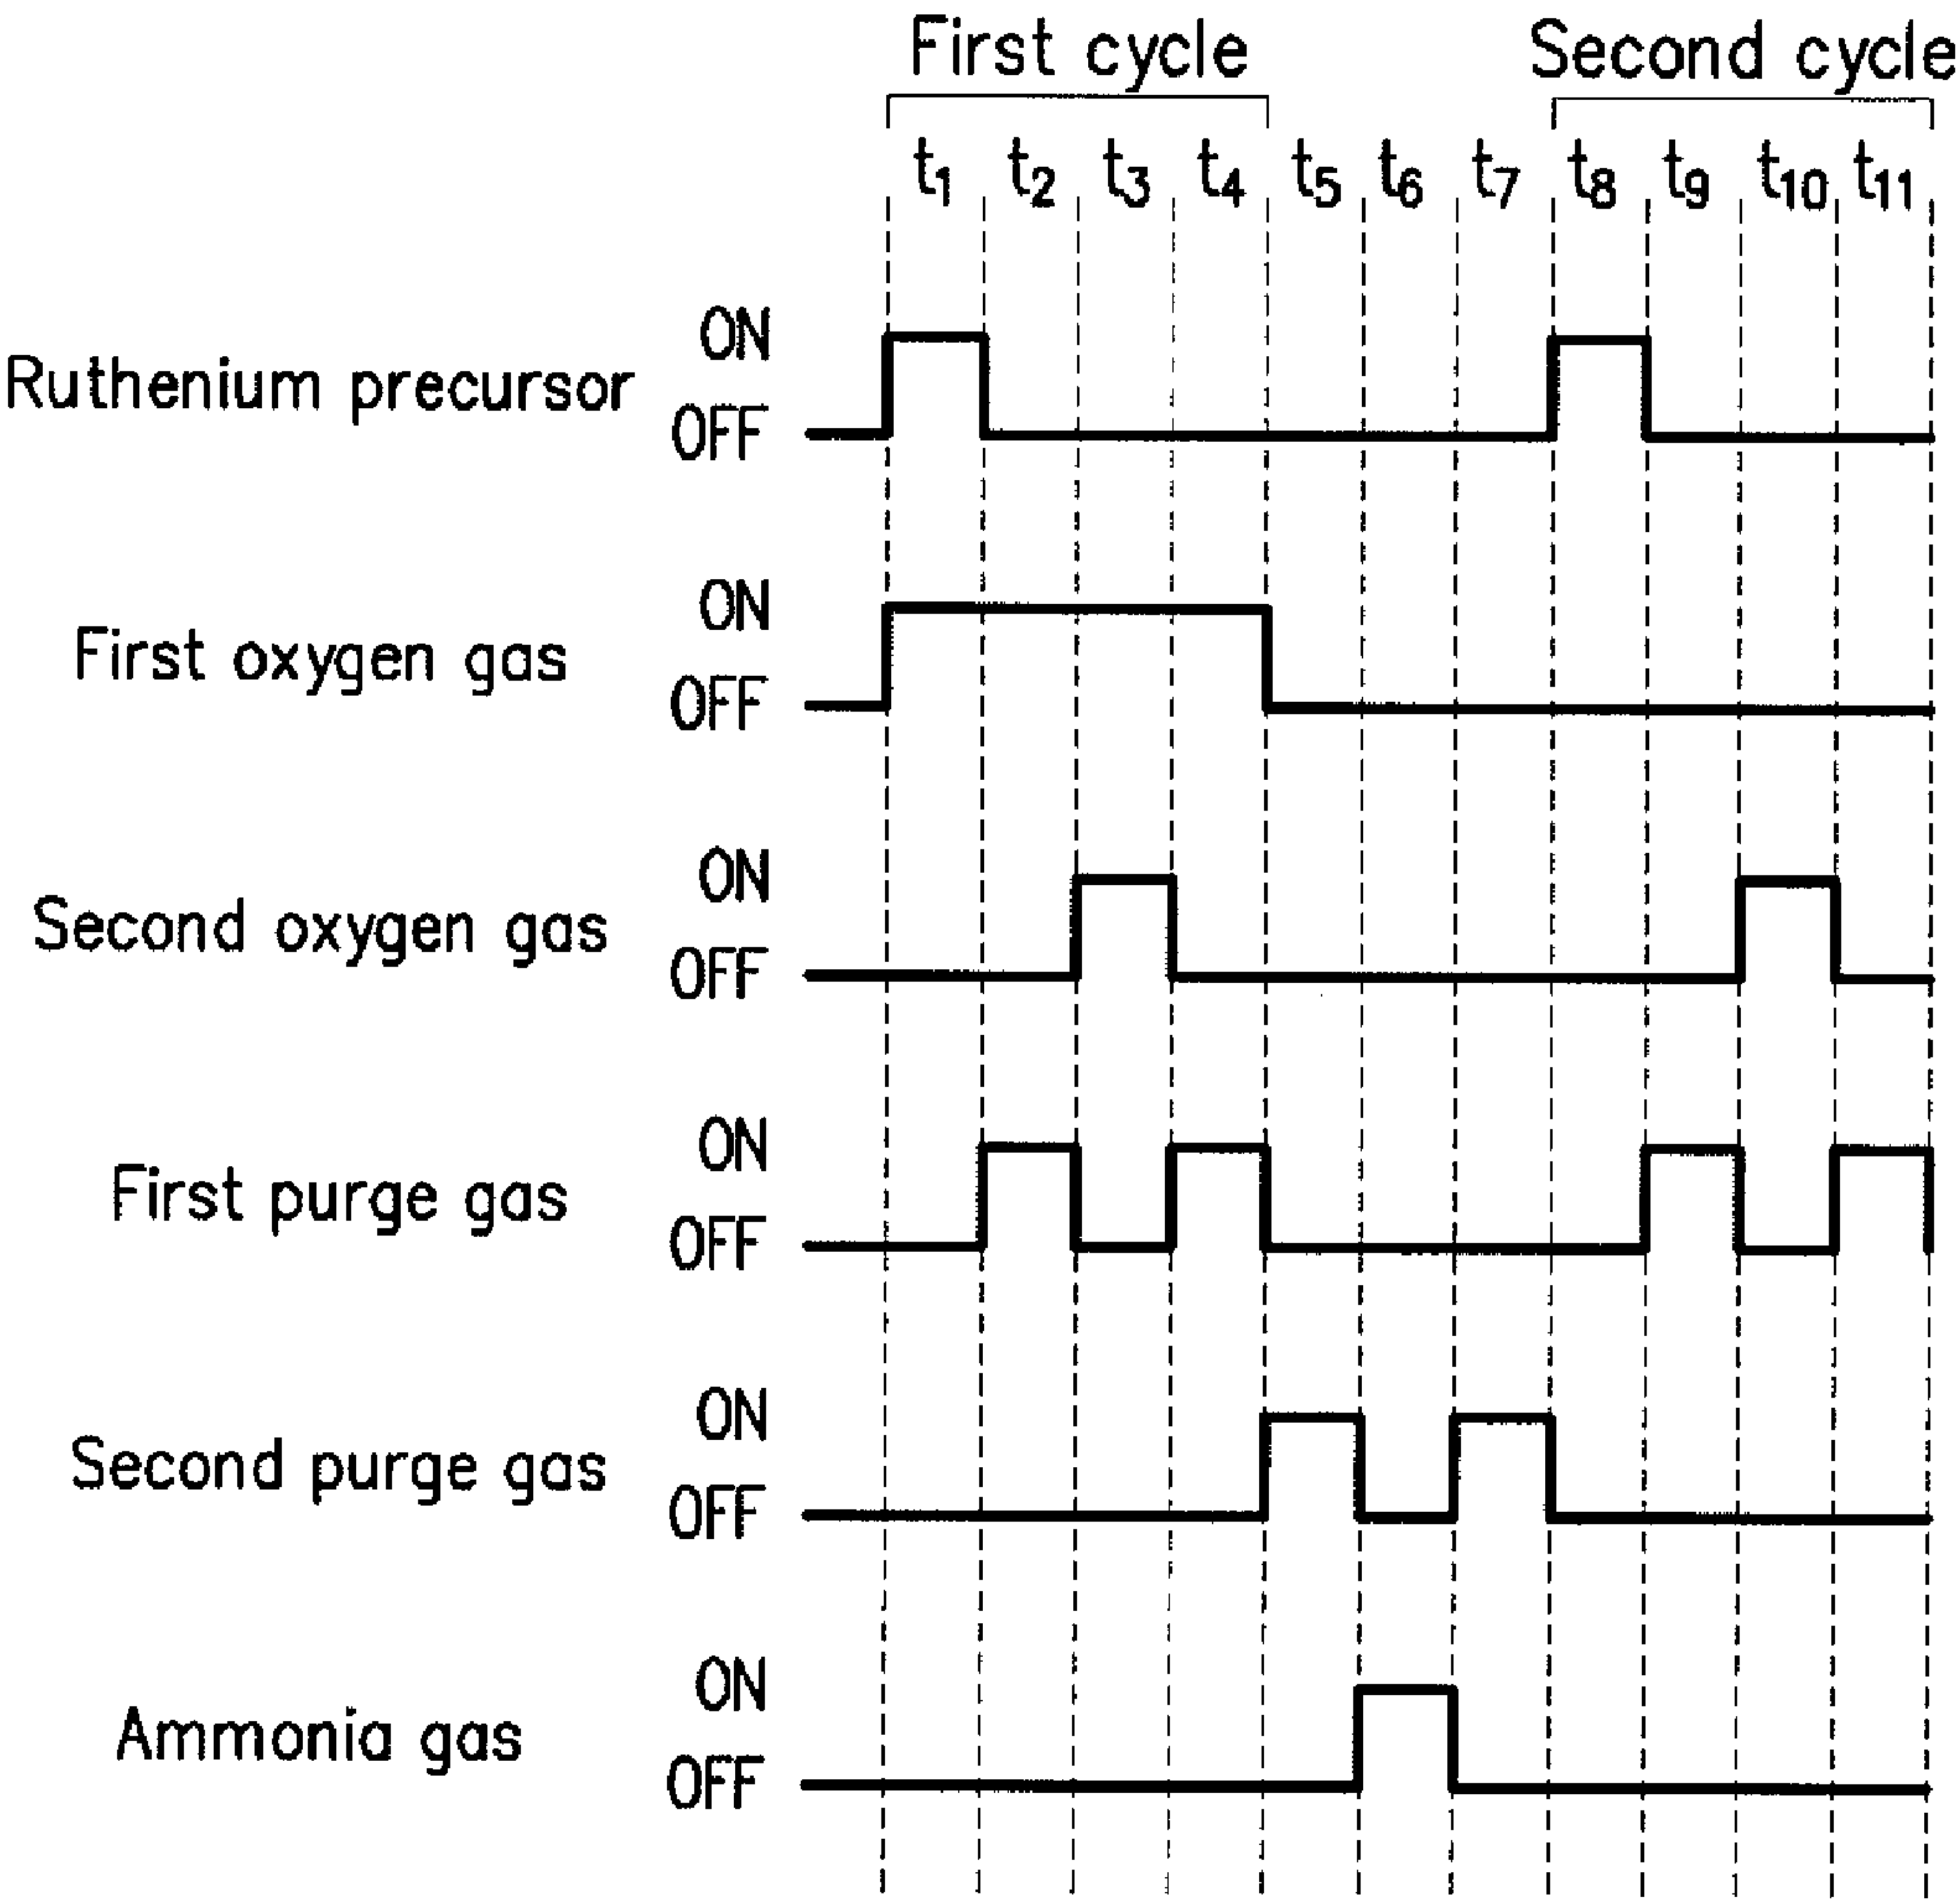 First cycle Second cycle
t1 t2 t3 t4 t5 t6 t7 t8 t9 t10 t11
ON
Ruthenium precursor
OFF
ON
First oxygen gas
OFF
ON
Second oxygen gas
OFF
ON
First purge gas
OFF
ON
Second purge gas
OFF
ON
Ammonia gas
OFF